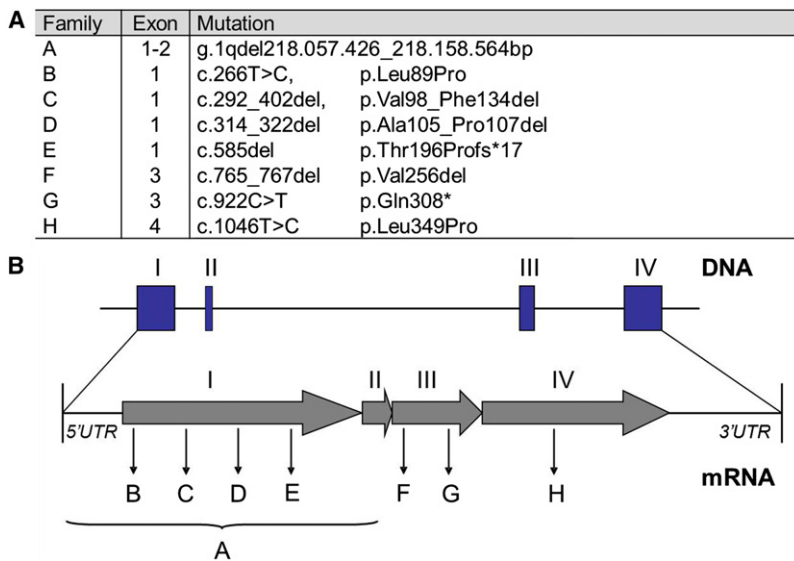 A
Family Exon Mutation
A 1-2 g.1qdel218.057.426_218.158.564bp
B 1 c.266T>C, p.Leu89Pro
C 1 c.292_402del, p.Val98_Phe134del
D 1 c.314_322del p.Ala105_Pro107del
E 1 c.585del p.Thr196Profs*17
F 3 c.765_767del p.Val256del
G 3 c.922C>T p.Gln308*
H 4 c.1046T>C p.Leu349Pro
B
I II III IV DNA
I II III IV
5'UTR 3'UTR
B C D E F G H mRNA
A